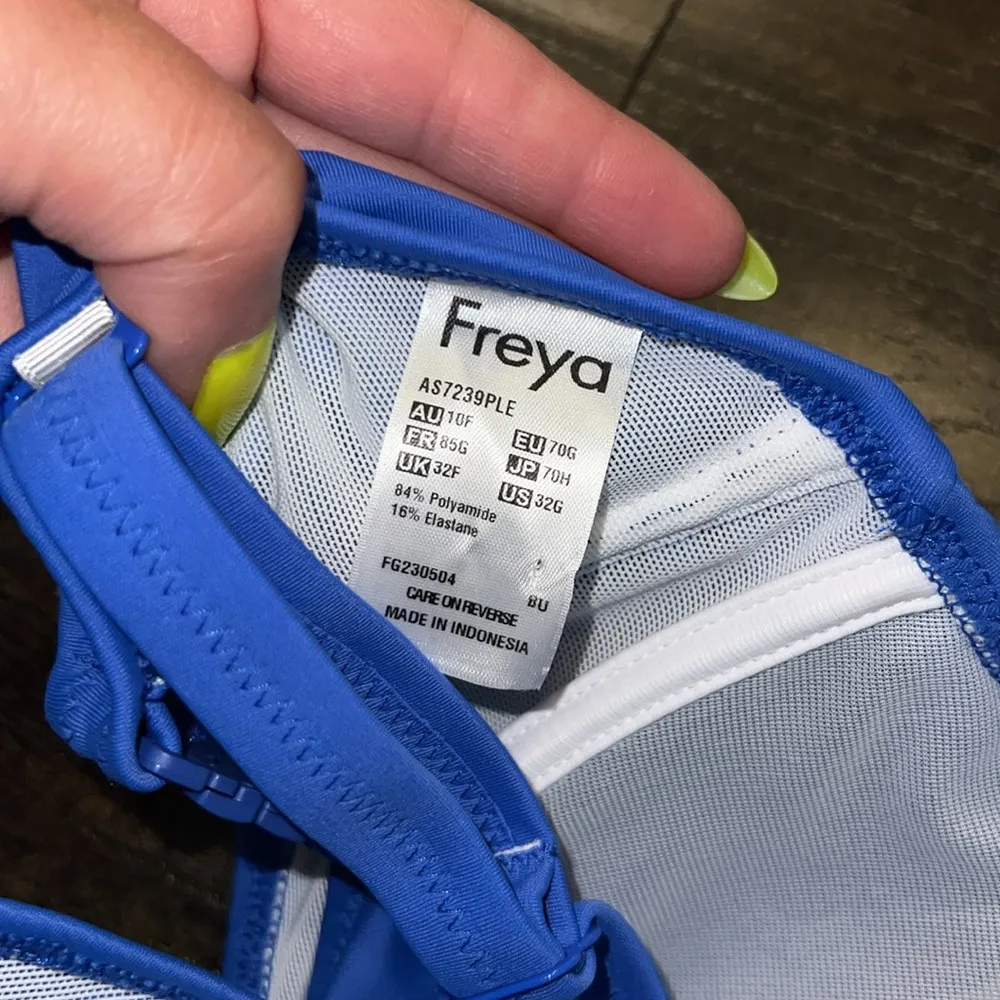 Freya
AS7239PLE
AU 10F
FR 85G EU 70G
UK 32F JP 70H
US 32G
84% Polyamide
16% Elastane
FG230504
BU
CARE ON REVERSE
MADE IN INDONESIA